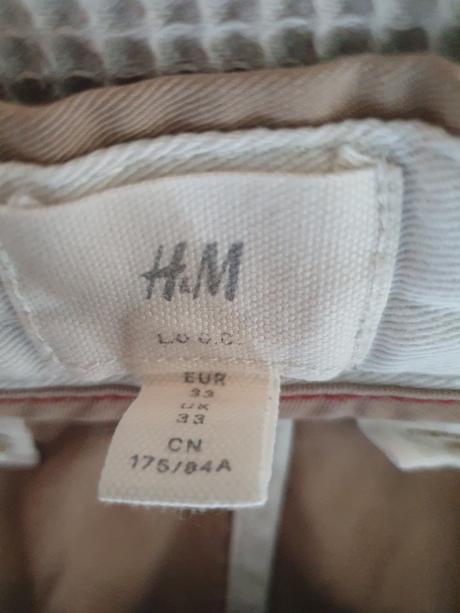 H&M
L.O.G.G.
EUR
33
UK
33
CN
175/84A